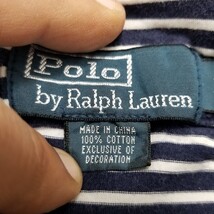 Polo
by Ralph Lauren
MADE IN CHINA
100% COTTON
EXCLUSIVE OF
DECORATION